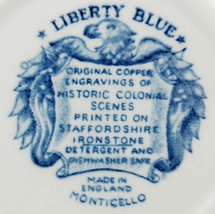 LIBERTY BLUE
ORIGINAL COPPER
ENGRAVINGS OF
HISTORIC COLONIAL
SCENES
PRINTED ON
STAFFORDSHIRE
IRONSTONE
DETERGENT AND
DISHWASHER SAFE
MADE IN
ENGLAND
MONTICELLO